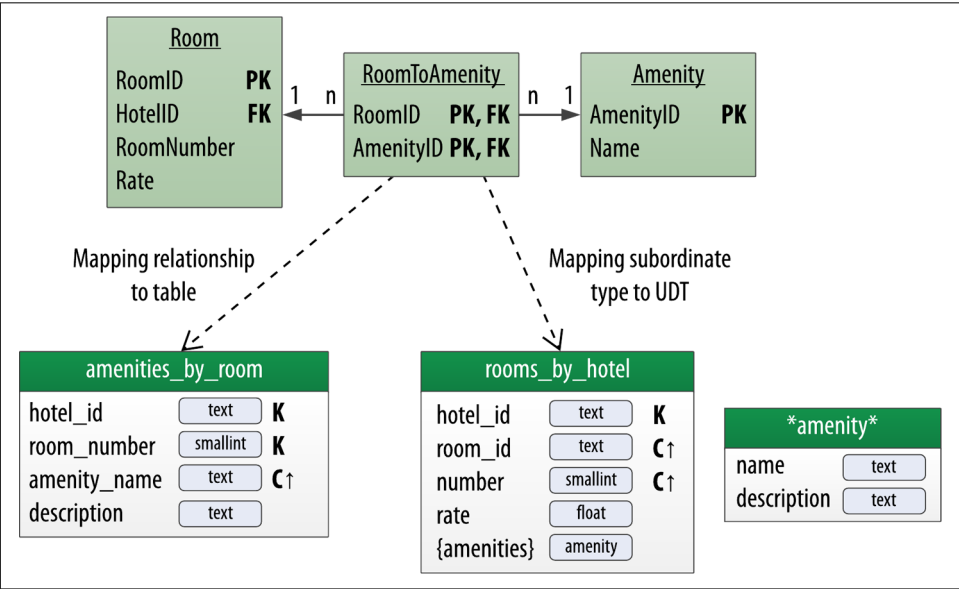 Room
RoomID PK
HotelID FK
RoomNumber
Rate
1 n
RoomToAmenity
RoomID PK, FK
AmenityID PK, FK
n 1
Amenity
AmenityID PK
Name
Mapping relationship
to table
Mapping subordinate
type to UDT
amenities_by_room
hotel_id text K
room_number smallint K
amenity_name text C↑
description text
rooms_by_hotel
hotel_id text K
room_id text C↑
number smallint C↑
rate float
{amenities} amenity
*amenity*
name text
description text